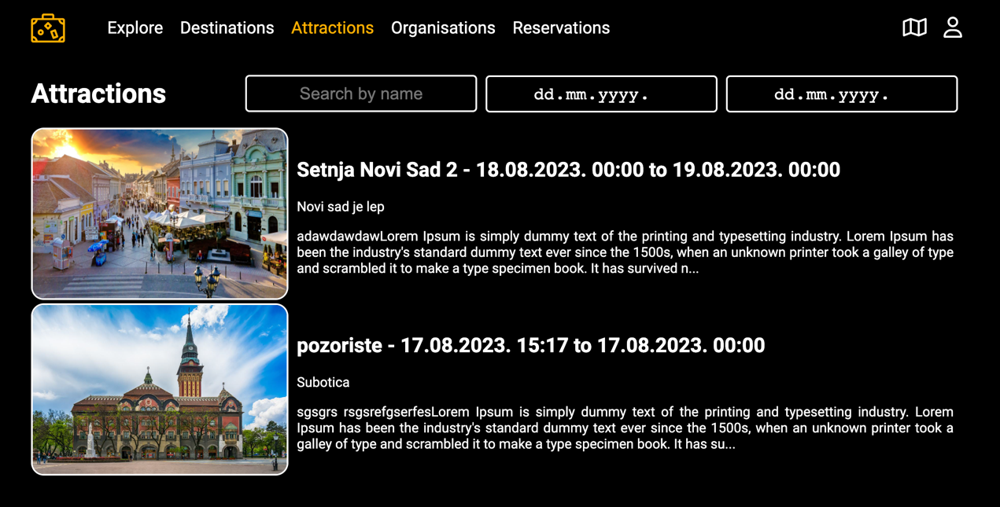 Explore Destinations Attractions Organisations Reservations
Attractions
Search by name
dd.mm.yyyy.
dd.mm.yyyy.
Setnja Novi Sad 2 - 18.08.2023. 00:00 to 19.08.2023. 00:00
Novi sad je lep
adawdawdawLorem Ipsum is simply dummy text of the printing and typesetting industry. Lorem Ipsum has
been the industry's standard dummy text ever since the 1500s, when an unknown printer took a galley of type
and scrambled it to make a type specimen book. It has survived n...
pozoriste - 17.08.2023. 15:17 to 17.08.2023. 00:00
Subotica
sgsgrs rsgsrefgserfesLorem Ipsum is simply dummy text of the printing and typesetting industry. Lorem
Ipsum has been the industry's standard dummy text ever since the 1500s, when an unknown printer took a
galley of type and scrambled it to make a type specimen book. It has su...